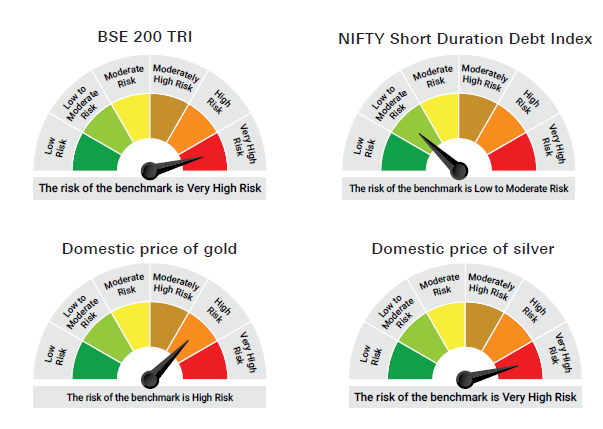 BSE 200 TRI
Low
Risk
Low to
Moderate
Risk
Moderate
Risk
Moderately
High Risk
High
Risk
Very High
Risk
The risk of the benchmark is Very High Risk
NIFTY Short Duration Debt Index
Low
Risk
Low to
Moderate
Risk
Moderate
Risk
Moderately
High Risk
High
Risk
Very High
Risk
The risk of the benchmark is Low to Moderate Risk
Domestic price of gold
Low
Risk
Low to
Moderate
Risk
Moderate
Risk
Moderately
High Risk
High
Risk
Very High
Risk
The risk of the benchmark is High Risk
Domestic price of silver
Low
Risk
Low to
Moderate
Risk
Moderate
Risk
Moderately
High Risk
High
Risk
Very High
Risk
The risk of the benchmark is Very High Risk